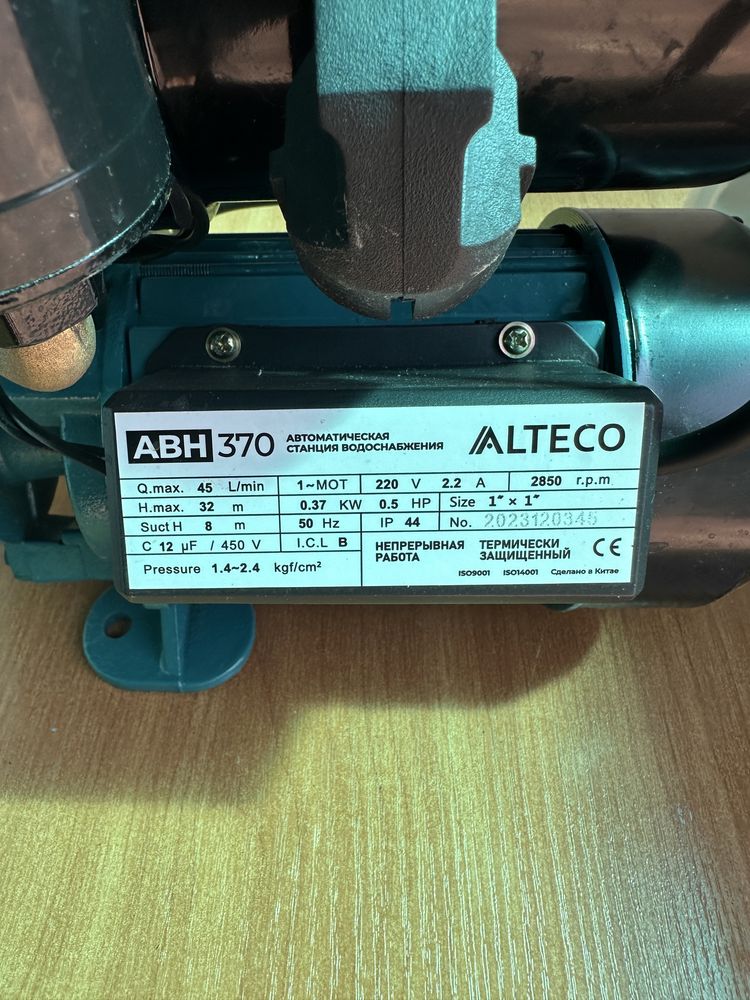 ABH 370 АВТОМАТИЧЕСКАЯ СТАНЦИЯ ВОДОСНАБЖЕНИЯ ALTECO
Q.max. 45 L/min 1~MOT 220 V 2.2 A 2850 r.p.m
H.max. 32 m 0.37 KW 0.5 HP Size 1" × 1"
Suct H 8 m 50 Hz IP 44 No. 2023120345
C 12 µF / 450 V I.C.L B НЕПРЕРЫВНАЯ РАБОТА ТЕРМИЧЕСКИ ЗАЩИЩЕННЫЙ CE
Pressure 1.4~2.4 kgf/cm² ISO9001 ISO14001 Сделано в Китае